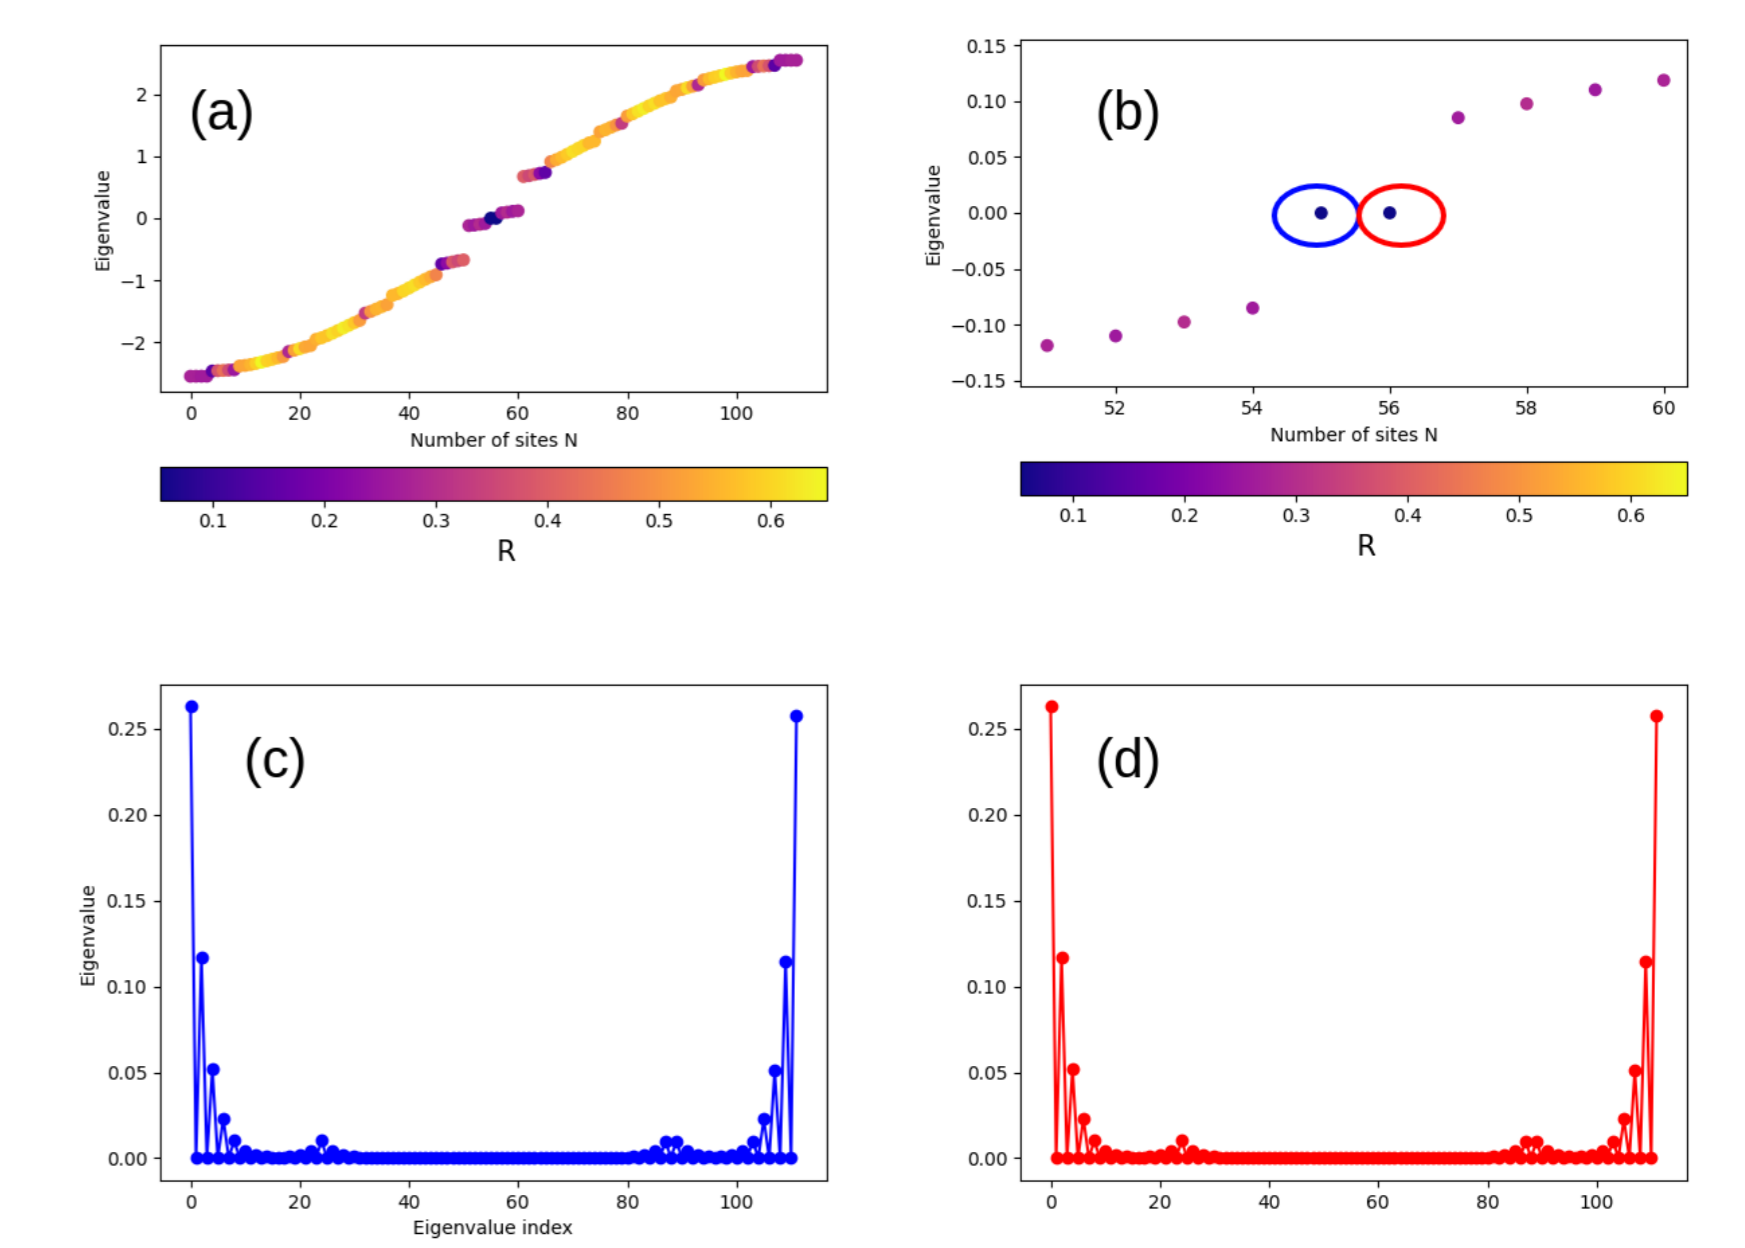 (a)
Eigenvalue
2
1
0
−1
−2
0 20 40 60 80 100
Number of sites N
0.1 0.2 0.3 0.4 0.5 0.6
R
(b)
Eigenvalue
0.15
0.10
0.05
0.00
−0.05
−0.10
−0.15
52 54 56 58 60
Number of sites N
0.1 0.2 0.3 0.4 0.5 0.6
R
(c)
Eigenvalue
0.25
0.20
0.15
0.10
0.05
0.00
0 20 40 60 80 100
Eigenvalue index
(d)
0.25
0.20
0.15
0.10
0.05
0.00
0 20 40 60 80 100